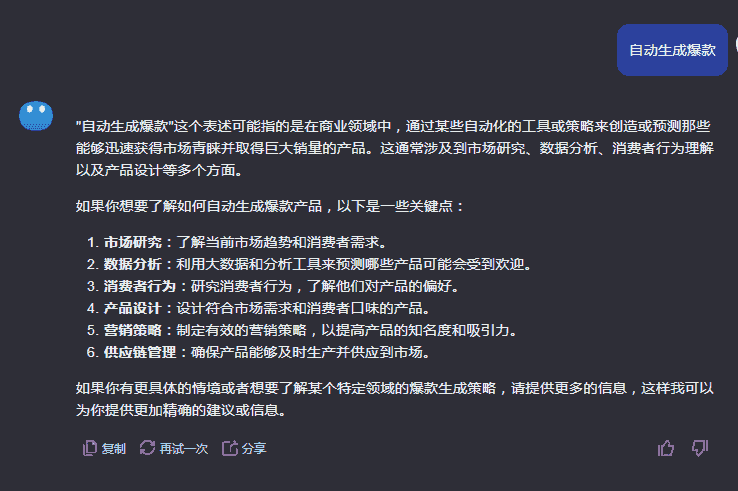 自动生成爆款
"自动生成爆款"这个表述可能指的是在商业领域中，通过某些自动化的工具或策略来创造或预测那些
能够迅速获得市场青睐并取得巨大销量的产品。这通常涉及到市场研究、数据分析、消费者行为理解
以及产品设计等多个方面。
如果你想要了解如何自动生成爆款产品，以下是一些关键点：
1. 市场研究：了解当前市场趋势和消费者需求。
2. 数据分析：利用大数据和分析工具来预测哪些产品可能会受到欢迎。
3. 消费者行为：研究消费者行为，了解他们对产品的偏好。
4. 产品设计：设计符合市场需求和消费者口味的产品。
5. 营销策略：制定有效的营销策略，以提高产品的知名度和吸引力。
6. 供应链管理：确保产品能够及时生产并供应到市场。
如果你有更具体的情境或者想要了解某个特定领域的爆款生成策略，请提供更多的信息，这样我可以
为你提供更加精确的建议或信息。
复制 再试一次 分享